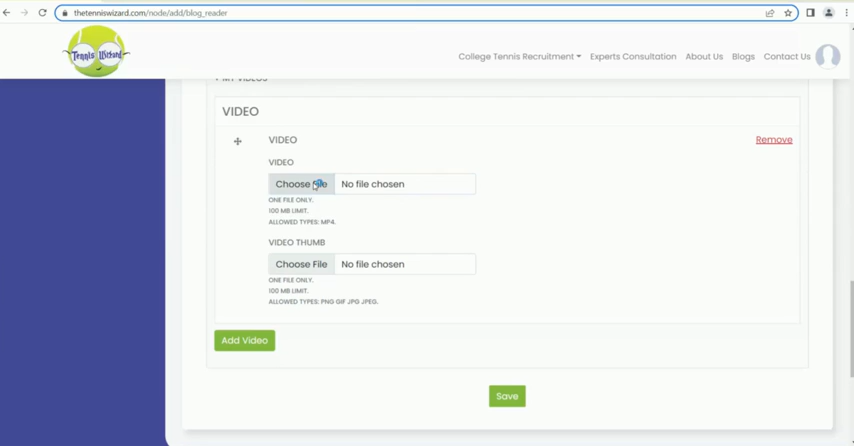 thetenniswizard.com/node/add/blog_reader
Tennis Wizard
College Tennis Recruitment Experts Consultation About Us Blogs Contact Us
MY VIDEOS
VIDEO
VIDEO Remove
VIDEO
Choose File No file chosen
ONE FILE ONLY.
100 MB LIMIT.
ALLOWED TYPES: MP4.
VIDEO THUMB
Choose File No file chosen
ONE FILE ONLY.
100 MB LIMIT.
ALLOWED TYPES: PNG GIF JPG JPEG.
Add Video
Save